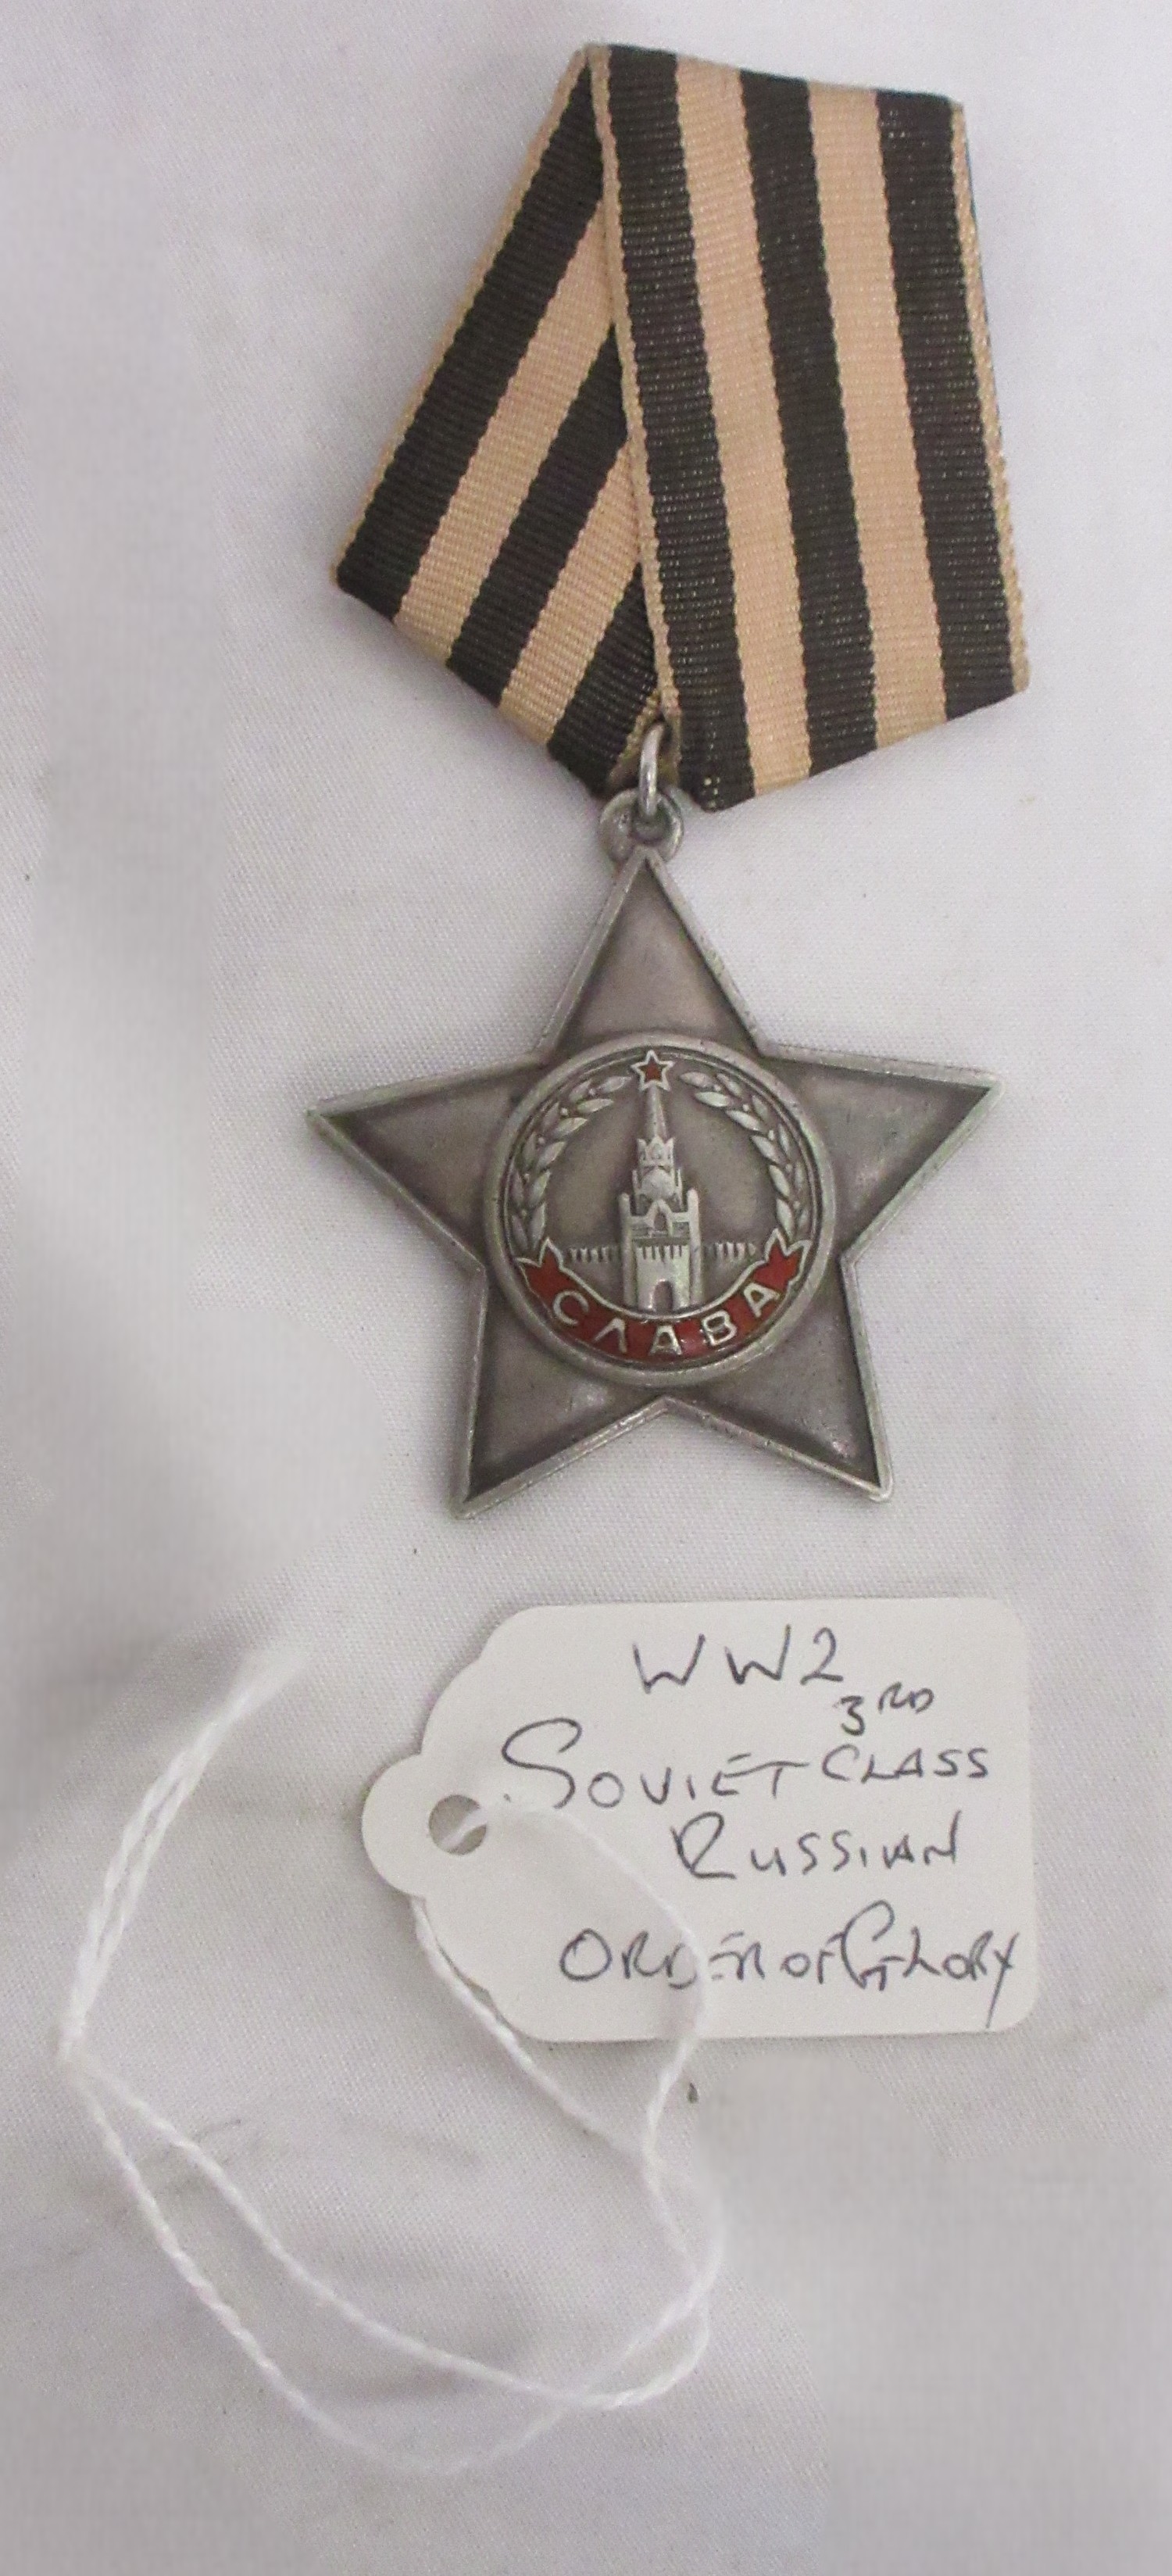 СЛАВА
WW2
3RD
SOVIET CLASS
RUSSIAN
ORDER OF GLORY